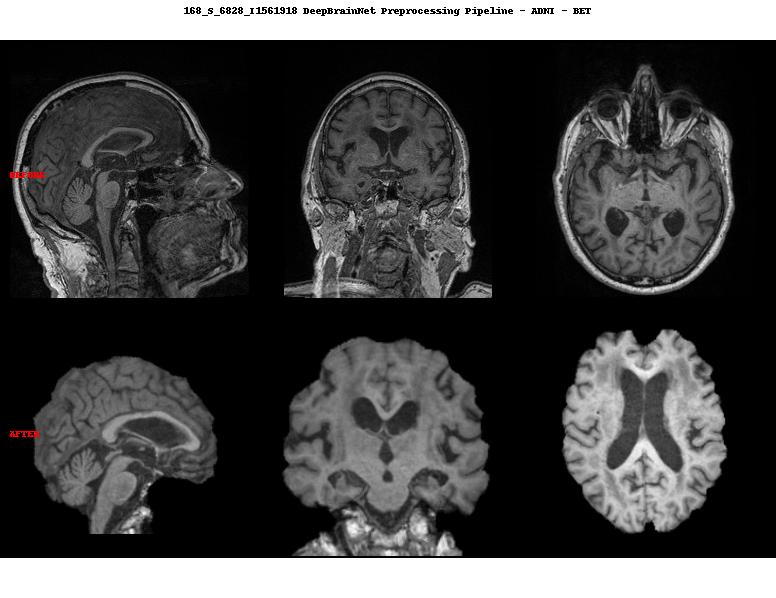 168_S_6828_I1561918 DeepBrainNet Preprocessing Pipeline - ADNI - BET
BEFORE
AFTER